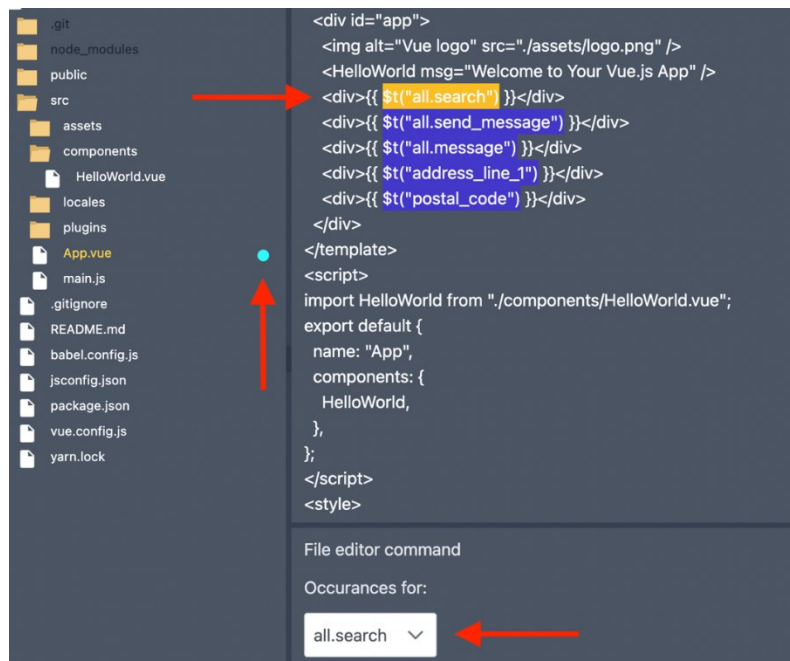 .git
node_modules
public
src
assets
components
HelloWorld.vue
locales
plugins
App.vue
main.js
.gitignore
README.md
babel.config.js
jsconfig.json
package.json
vue.config.js
yarn.lock
<div id="app">
<img alt="Vue logo" src="./assets/logo.png" />
<HelloWorld msg="Welcome to Your Vue.js App" />
<div>{{ $t("all.search") }}</div>
<div>{{ $t("all.send_message") }}</div>
<div>{{ $t("all.message") }}</div>
<div>{{ $t("address_line_1") }}</div>
<div>{{ $t("postal_code") }}</div>
</div>
</template>
<script>
import HelloWorld from "./components/HelloWorld.vue";
export default {
name: "App",
components: {
HelloWorld,
},
};
</script>
<style>
File editor command
Occurances for:
all.search